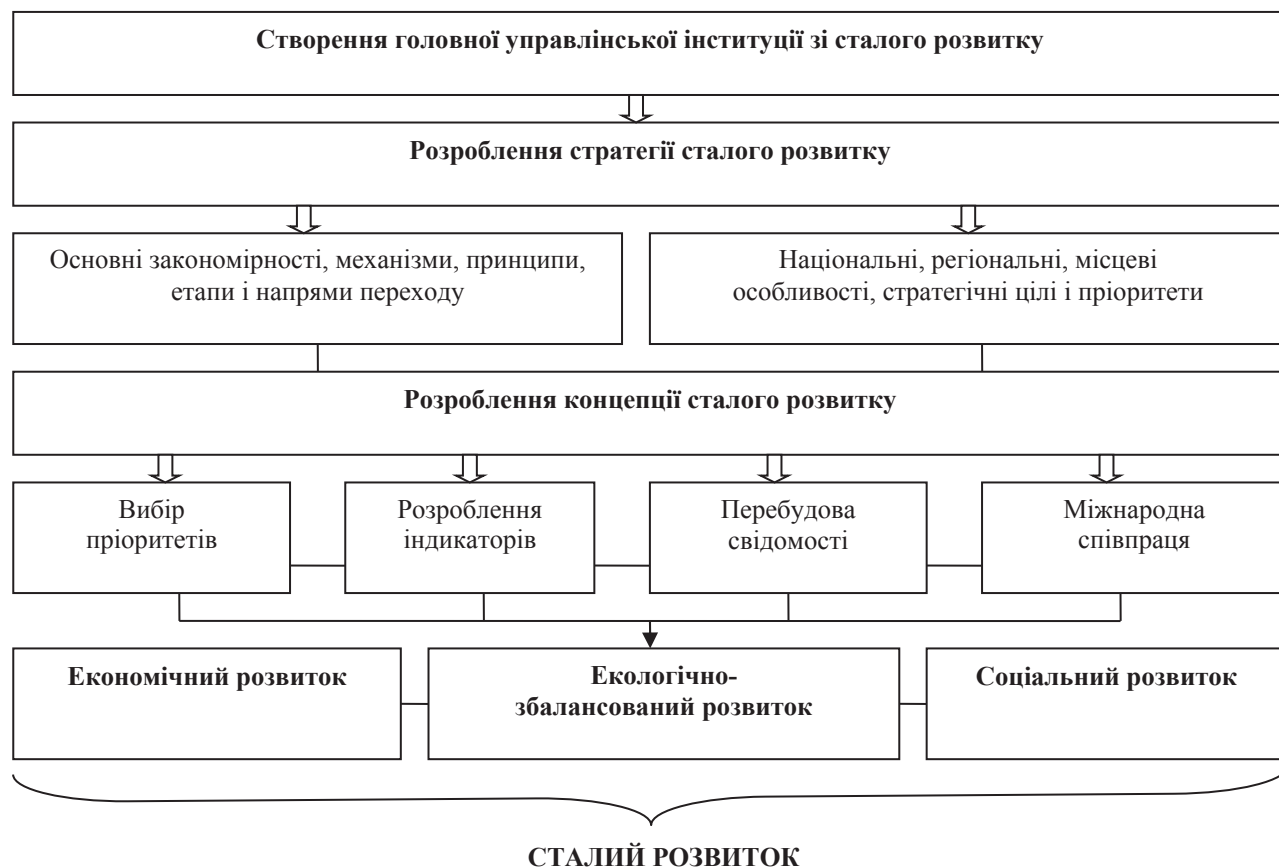 Створення головної управлінської інституції зі сталого розвитку
Розроблення стратегії сталого розвитку
Основні закономірності, механізми, принципи,
етапи і напрями переходу
Національні, регіональні, місцеві
особливості, стратегічні цілі і пріоритети
Розроблення концепції сталого розвитку
Вибір
пріоритетів
Розроблення
індикаторів
Перебудова
свідомості
Міжнародна
співпраця
Економічний розвиток
Екологічно-
збалансований розвиток
Соціальний розвиток
СТАЛИЙ РОЗВИТОК